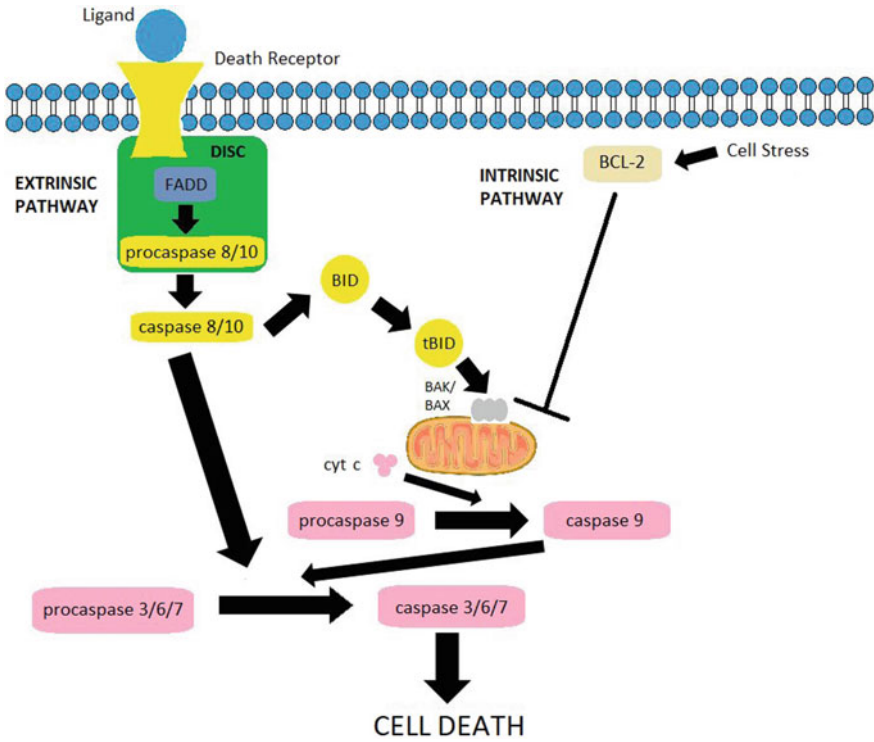 Ligand
Death Receptor
DISC
EXTRINSIC
PATHWAY
FADD
procaspase 8/10
caspase 8/10
BID
tBID
BAK/
BAX
INTRINSIC
PATHWAY
BCL-2
Cell Stress
cyt c
procaspase 9
caspase 9
procaspase 3/6/7
caspase 3/6/7
CELL DEATH